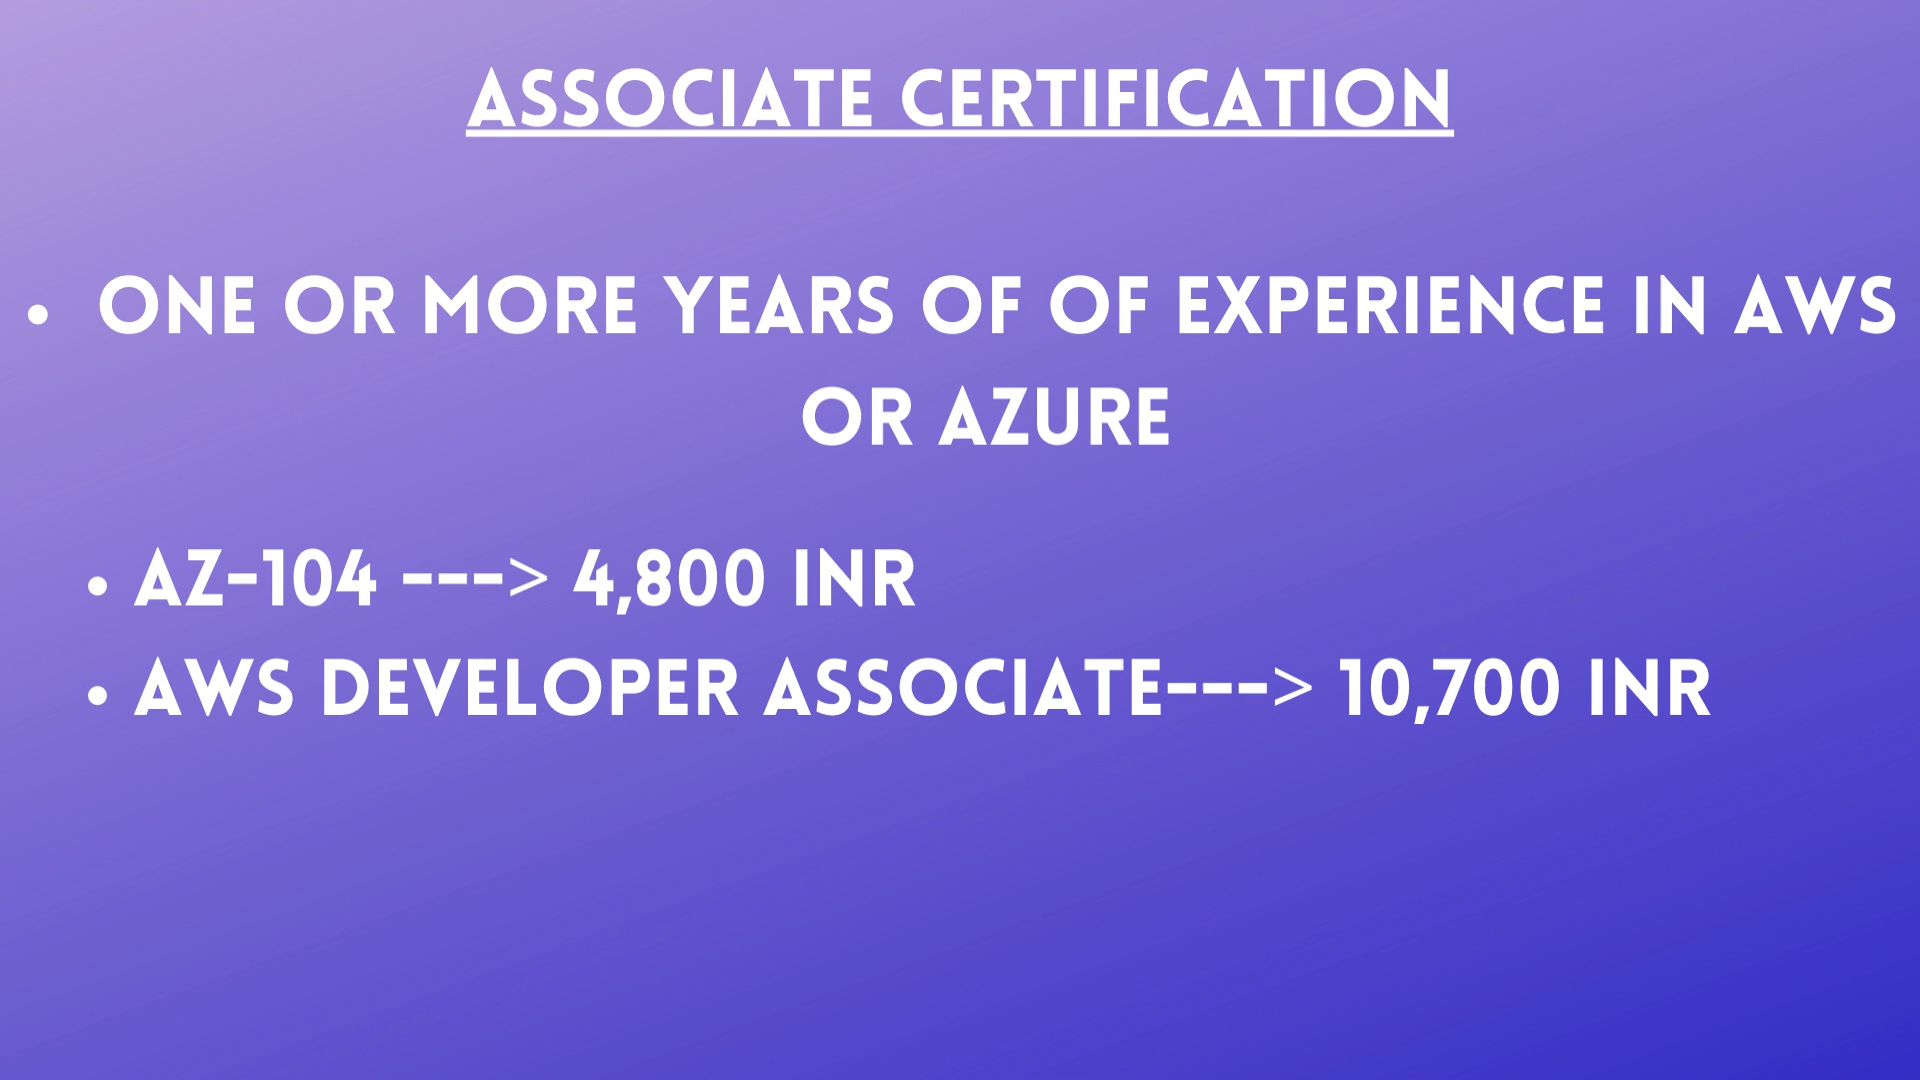 ASSOCIATE CERTIFICATION
• ONE OR MORE YEARS OF OF EXPERIENCE IN AWS
OR AZURE
• AZ-104 ---> 4,800 INR
• AWS DEVELOPER ASSOCIATE---> 10,700 INR